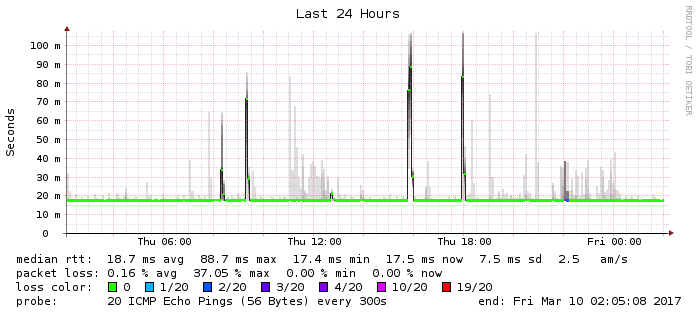 Last 24 Hours
RRDTOOL / TOBI OETIKER
Seconds
100 m
90 m
80 m
70 m
60 m
50 m
40 m
30 m
20 m
10 m
0
Thu 06:00 Thu 12:00 Thu 18:00 Fri 00:00
median rtt: 18.7 ms avg 88.7 ms max 17.4 ms min 17.5 ms now 7.5 ms sd 2.5 am/s
packet loss: 0.16 % avg 37.05 % max 0.00 % min 0.00 % now
loss color: 0 1/20 2/20 3/20 4/20 10/20 19/20
probe: 20 ICMP Echo Pings (56 Bytes) every 300s end: Fri Mar 10 02:05:08 2017